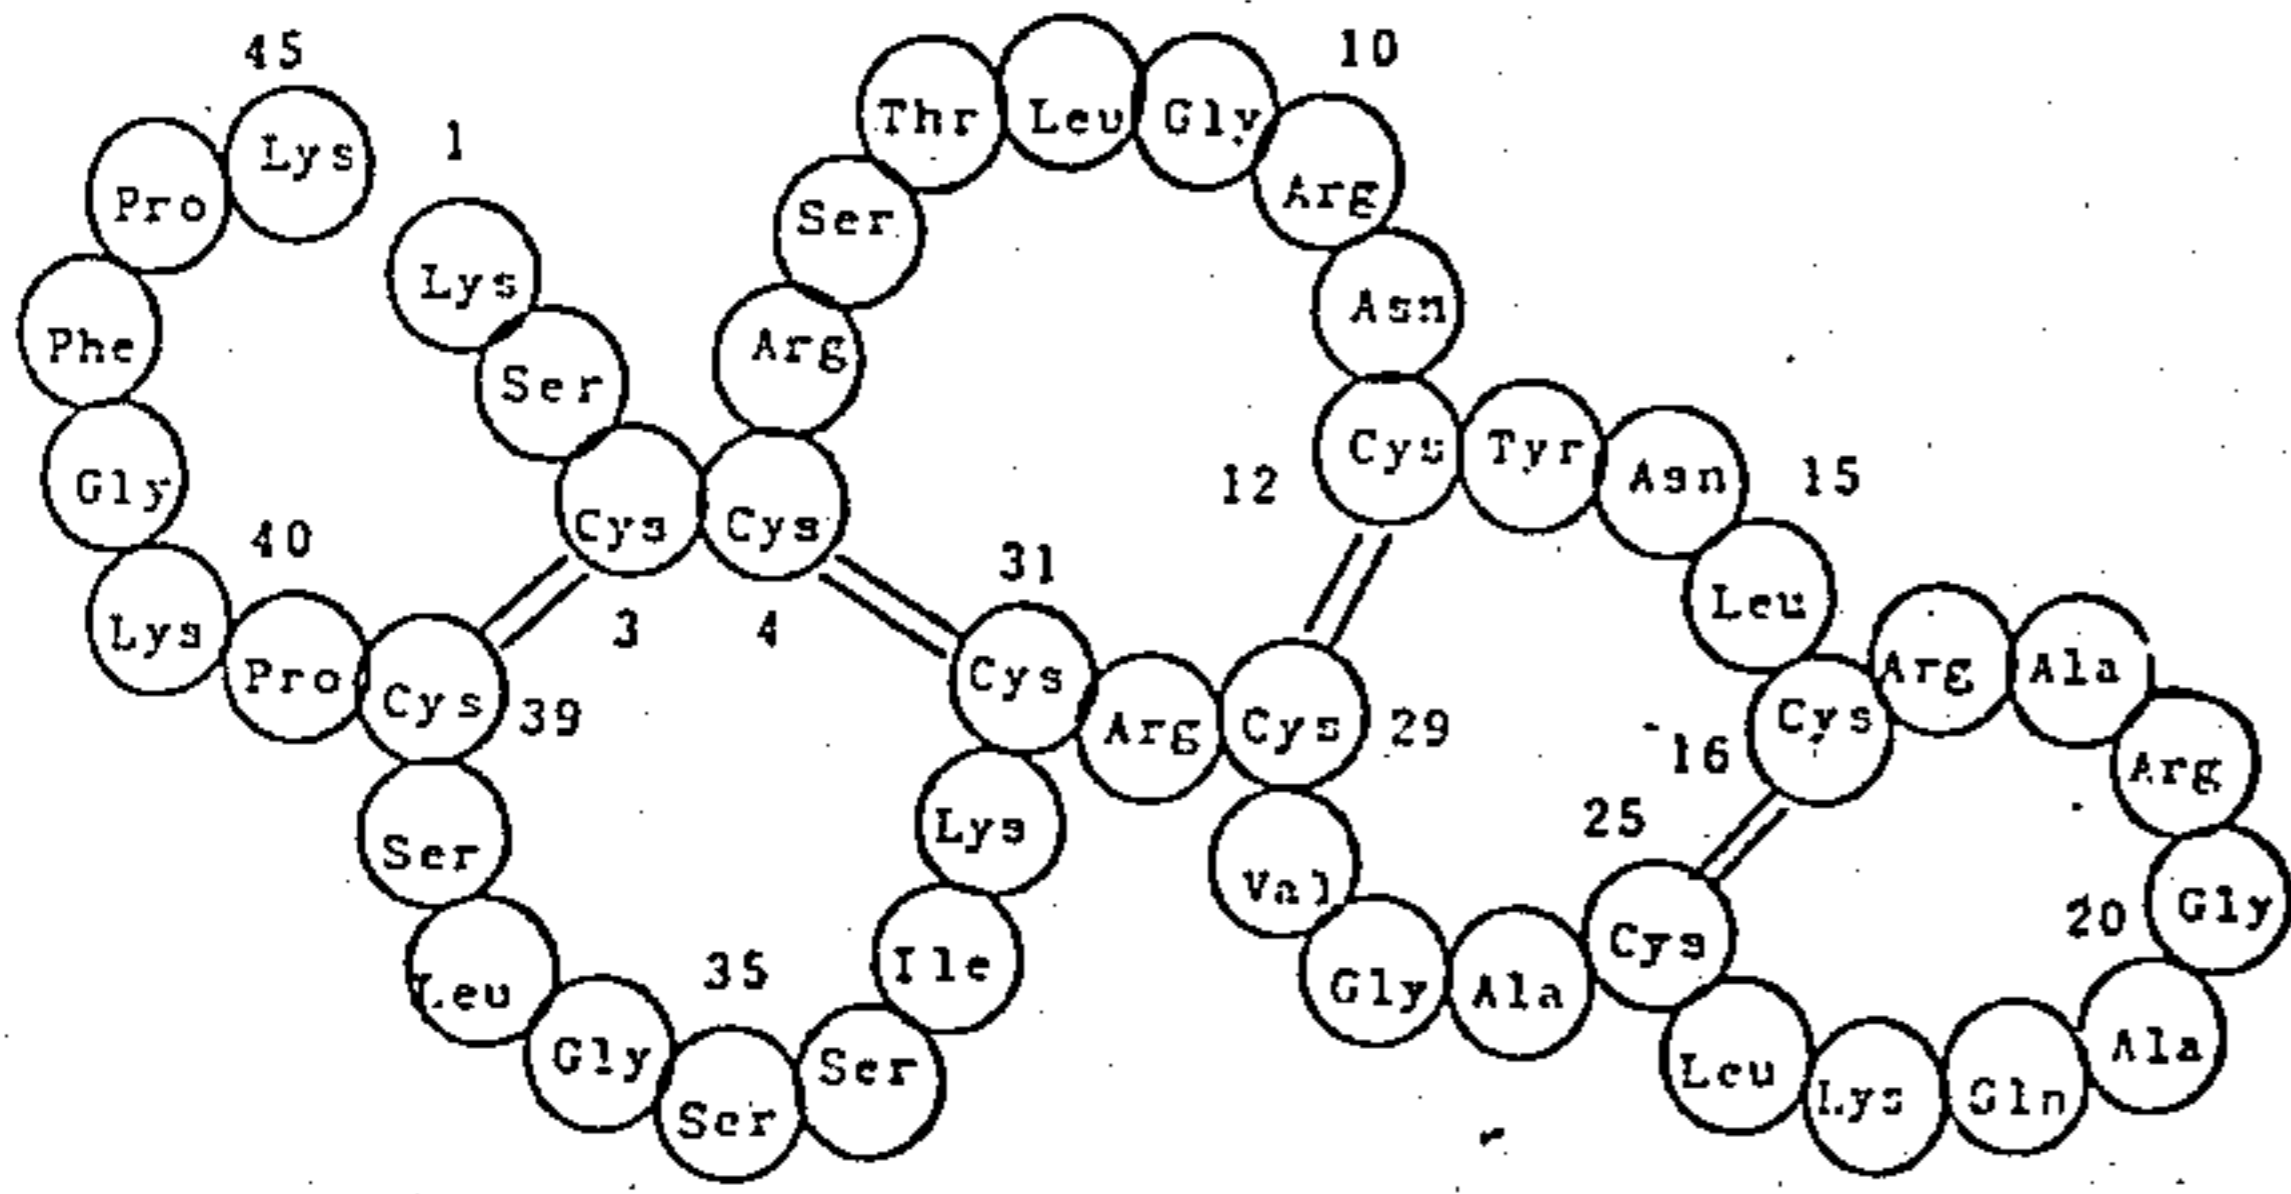 45
Lys
Pro
Phe
Gly
Lys
40
Pro
Cys
39
1
Lys
Ser
Cys
3
Cys
4
Arg
Ser
Thr
Leu
Gly
10
Arg
Asn
Cys
12
Tyr
Asn
15
Leu
Cys
16
Arg
Ala
Arg
Gly
20
Ala
Gln
Lys
Leu
Cys
25
Ala
Gly
Val
Cys
29
Arg
Cys
31
Lys
Ile
Ser
Ser
35
Gly
Leu
Ser